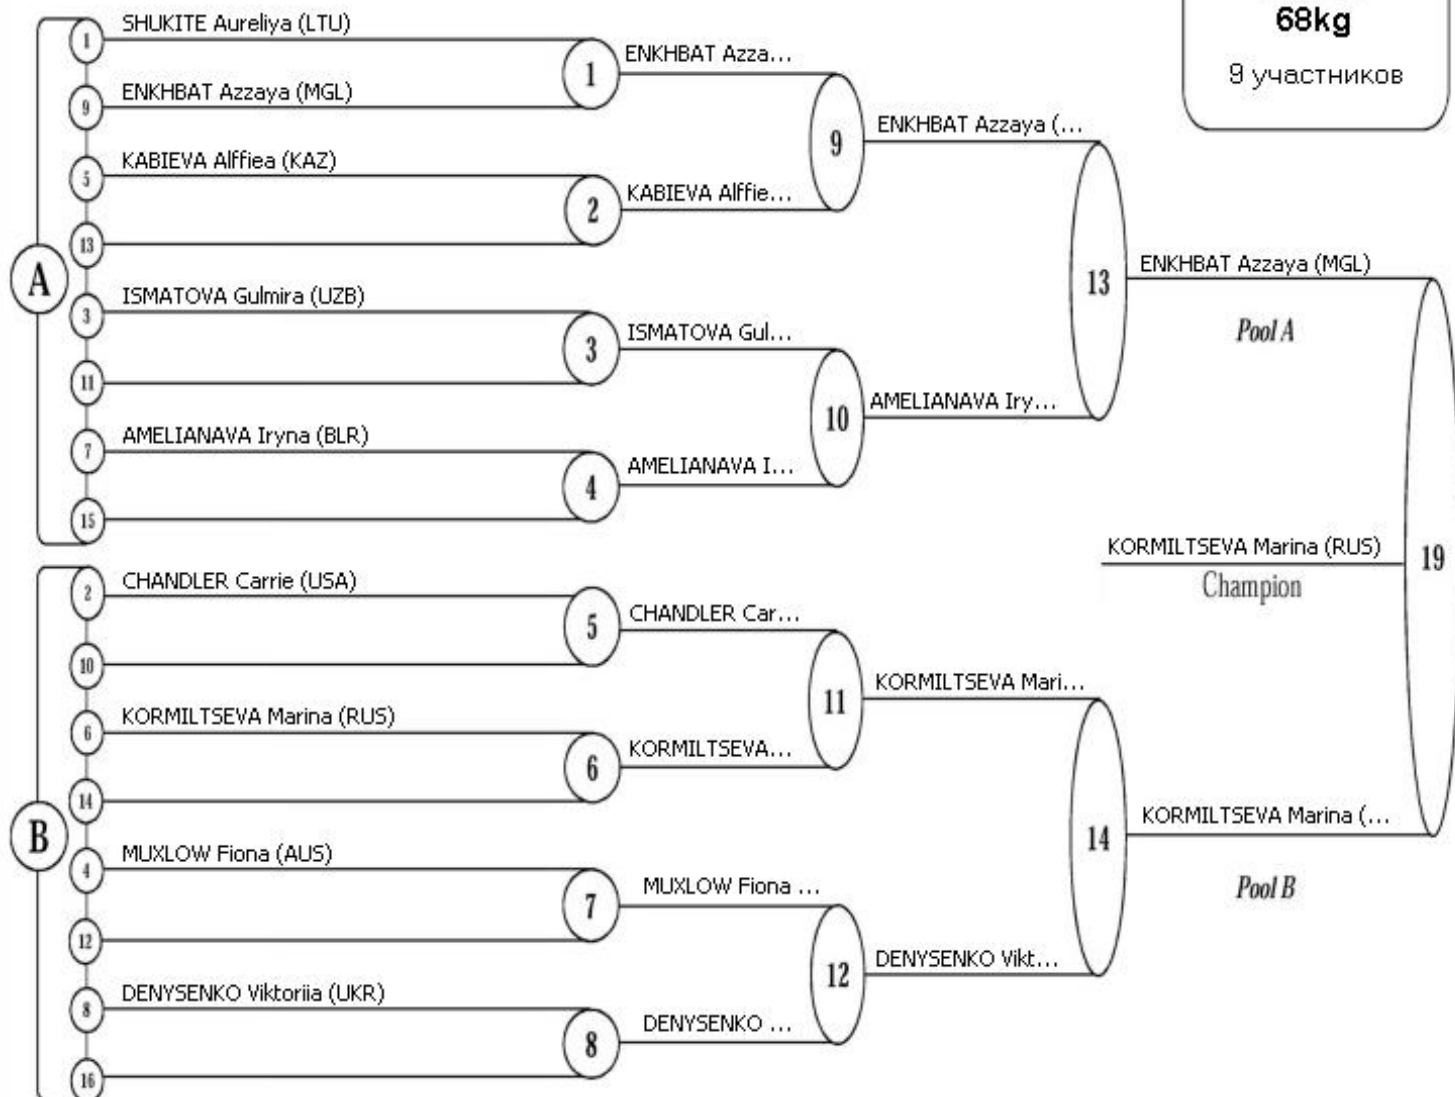 68kg
9 участников
A
1
SHUKITE Aureliya (LTU)
9
ENKHBAT Azzaya (MGL)
5
KABIEVA Alffiea (KAZ)
13
3
ISMATOVA Gulmira (UZB)
11
7
AMELIANAVA Iryna (BLR)
15
B
2
CHANDLER Carrie (USA)
10
6
KORMILTSEVA Marina (RUS)
14
4
MUXLOW Fiona (AUS)
12
8
DENYSENKO Viktoriia (UKR)
16
1
ENKHBAT Azza...
2
KABIEVA Alffie...
3
ISMATOVA Gul...
4
AMELIANAVA I...
5
CHANDLER Car...
6
KORMILTSEVA...
7
MUXLOW Fiona ...
8
DENYSENKO ...
9
ENKHBAT Azzaya (...
10
AMELIANAVA Iry...
11
KORMILTSEVA Mari...
12
DENYSENKO Vikt...
13
ENKHBAT Azzaya (MGL)
Pool A
14
KORMILTSEVA Marina (...
Pool B
KORMILTSEVA Marina (RUS)
Champion
19